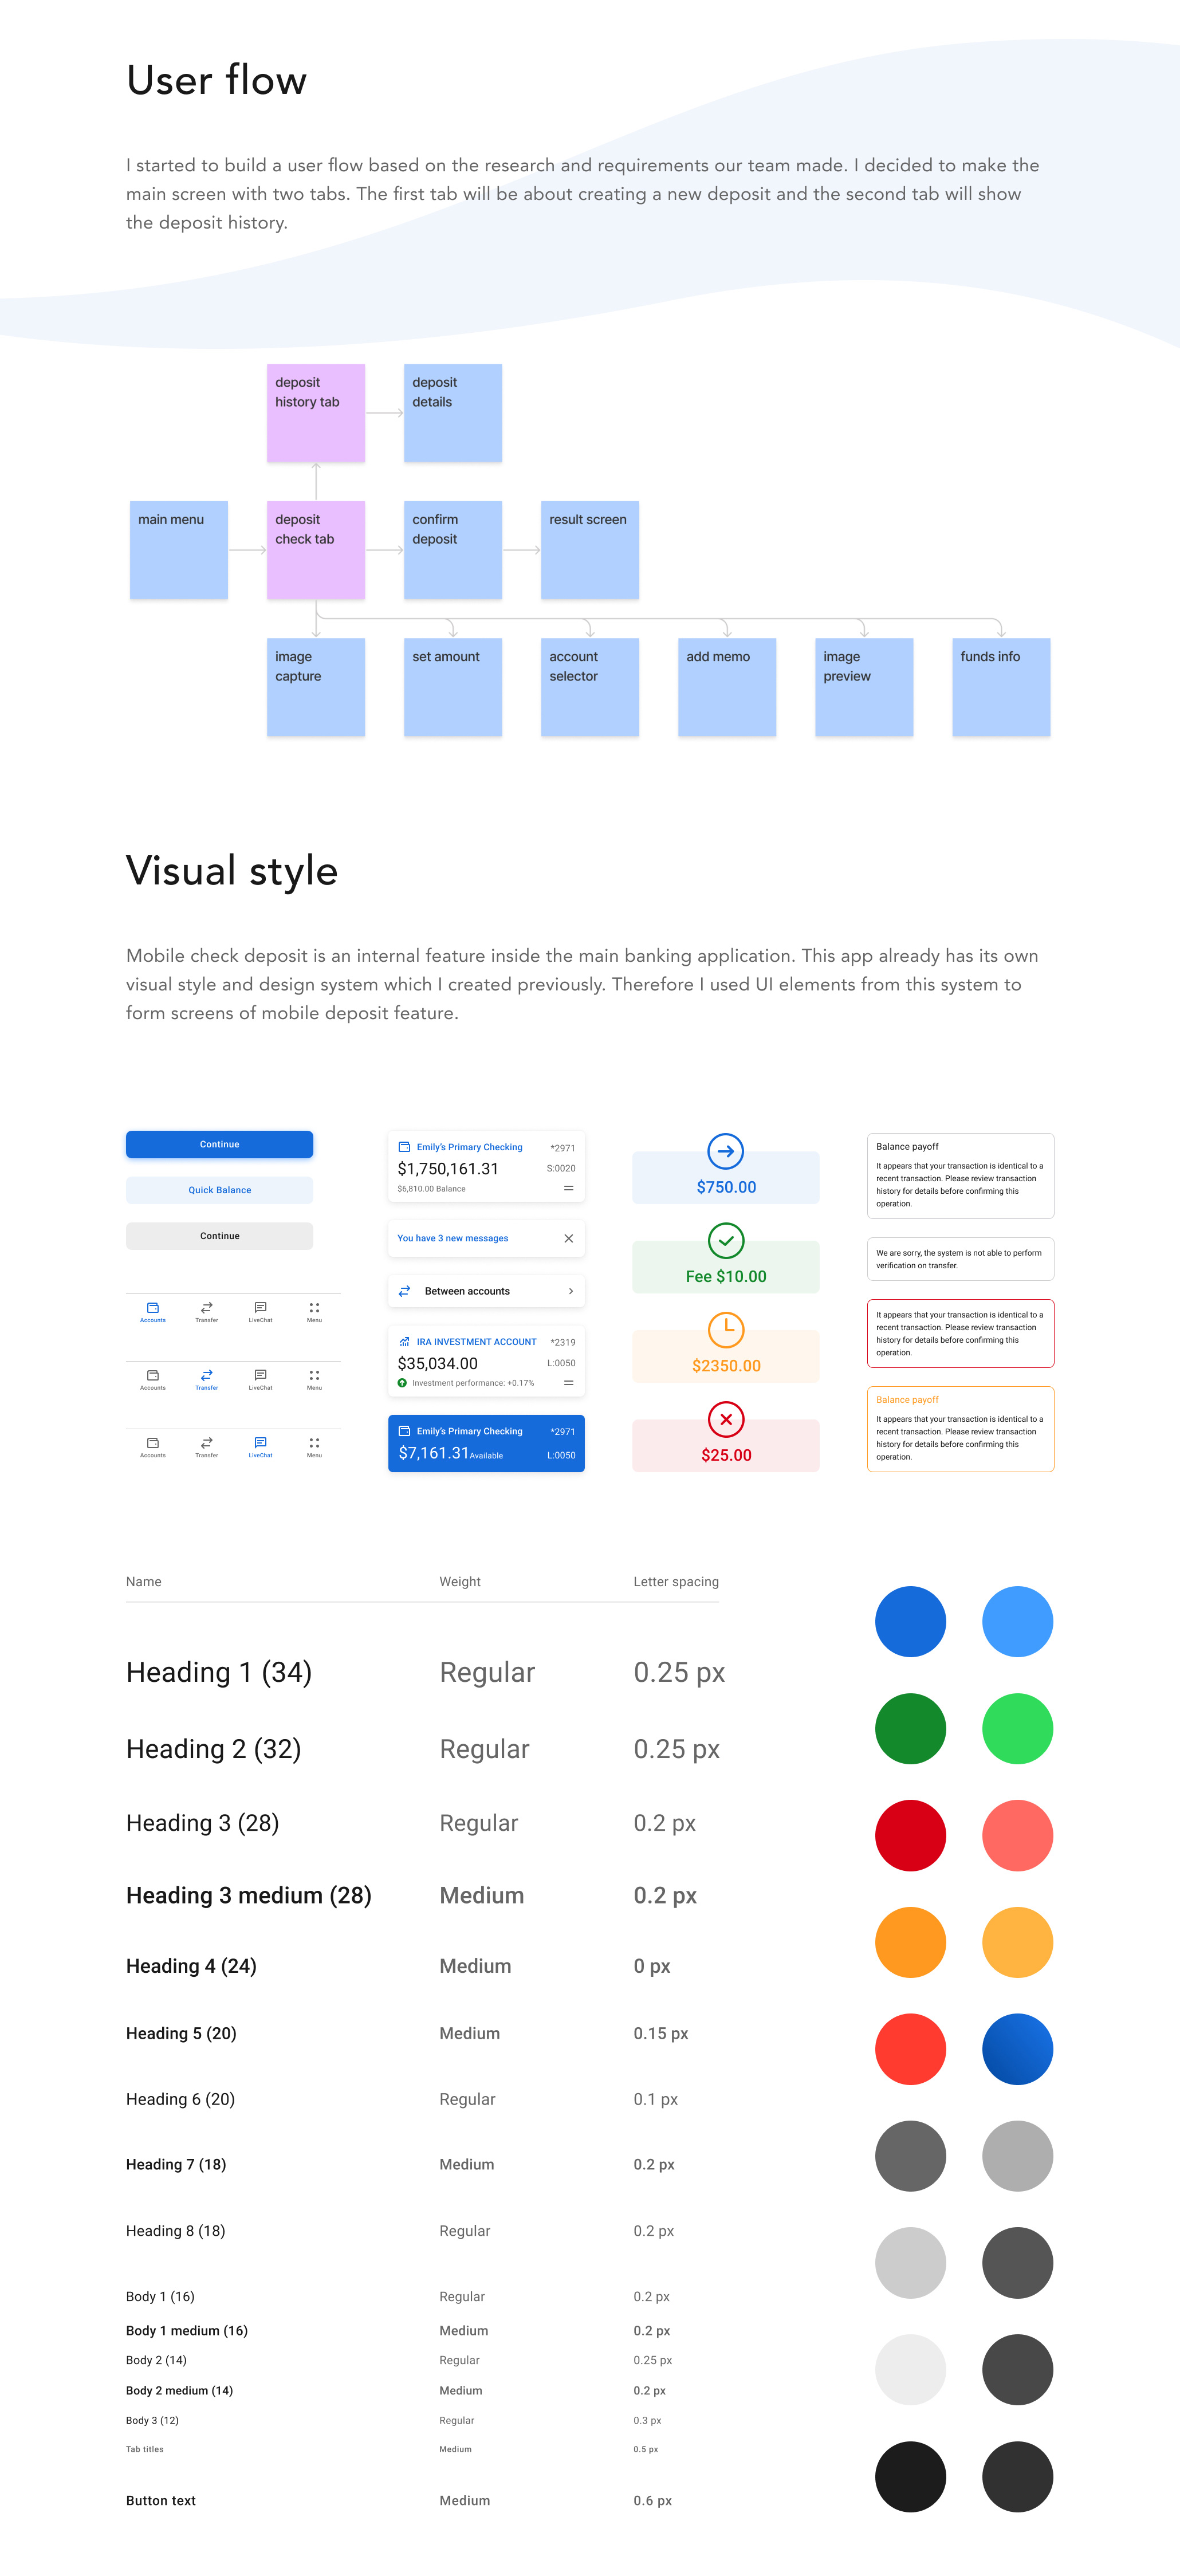 User flow
I started to build a user flow based on the research and requirements our team made. I decided to make the
main screen with two tabs. The first tab will be about creating a new deposit and the second tab will show
the deposit history.
deposit
history tab
deposit
details
main menu
deposit
check tab
confirm
deposit
result screen
image
capture
set amount
account
selector
add memo
image
preview
funds info
Visual style
Mobile check deposit is an internal feature inside the main banking application. This app already has its own
visual style and design system which I created previously. Therefore I used UI elements from this system to
form screens of mobile deposit feature.
Continue
Quick Balance
Continue
Accounts Transfer LiveChat Menu
Accounts Transfer LiveChat Menu
Accounts Transfer LiveChat Menu
Emily's Primary Checking *2971
$1,750,161.31 S:0020
$6,810.00 Balance
You have 3 new messages
Between accounts
IRA INVESTMENT ACCOUNT *2319
$35,034.00 L:0050
Investment performance: +0.17%
Emily's Primary Checking *2971
$7,161.31 Available L:0050
$750.00
Fee $10.00
$2350.00
$25.00
Balance payoff
It appears that your transaction is identical to a
recent transaction. Please review transaction
history for details before confirming this
operation.
We are sorry, the system is not able to perform
verification on transfer.
It appears that your transaction is identical to a
recent transaction. Please review transaction
history for details before confirming this
operation.
Balance payoff
It appears that your transaction is identical to a
recent transaction. Please review transaction
history for details before confirming this
operation.
Name Weight Letter spacing
Heading 1 (34) Regular 0.25 px
Heading 2 (32) Regular 0.25 px
Heading 3 (28) Regular 0.2 px
Heading 3 medium (28) Medium 0.2 px
Heading 4 (24) Medium 0 px
Heading 5 (20) Medium 0.15 px
Heading 6 (20) Regular 0.1 px
Heading 7 (18) Medium 0.2 px
Heading 8 (18) Regular 0.2 px
Body 1 (16) Regular 0.2 px
Body 1 medium (16) Medium 0.2 px
Body 2 (14) Regular 0.25 px
Body 2 medium (14) Medium 0.2 px
Body 3 (12) Regular 0.3 px
Tab titles Medium 0.5 px
Button text Medium 0.6 px